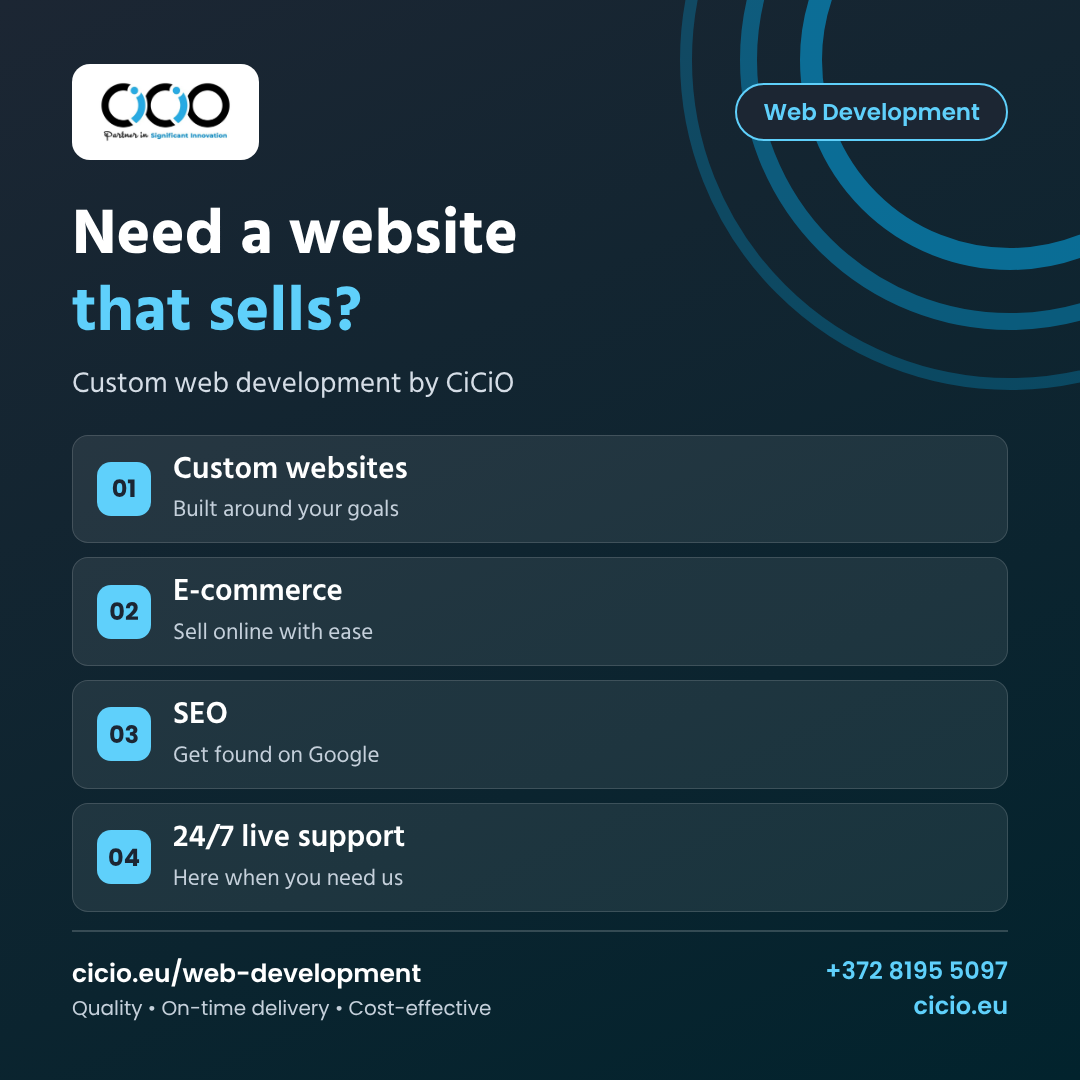 CiCiO
Partner in Significant Innovation
Web Development
Need a website
that sells?
Custom web development by CiCiO
01
Custom websites
Built around your goals
02
E-commerce
Sell online with ease
03
SEO
Get found on Google
04
24/7 live support
Here when you need us
cicio.eu/web-development
Quality • On-time delivery • Cost-effective
+372 8195 5097
cicio.eu